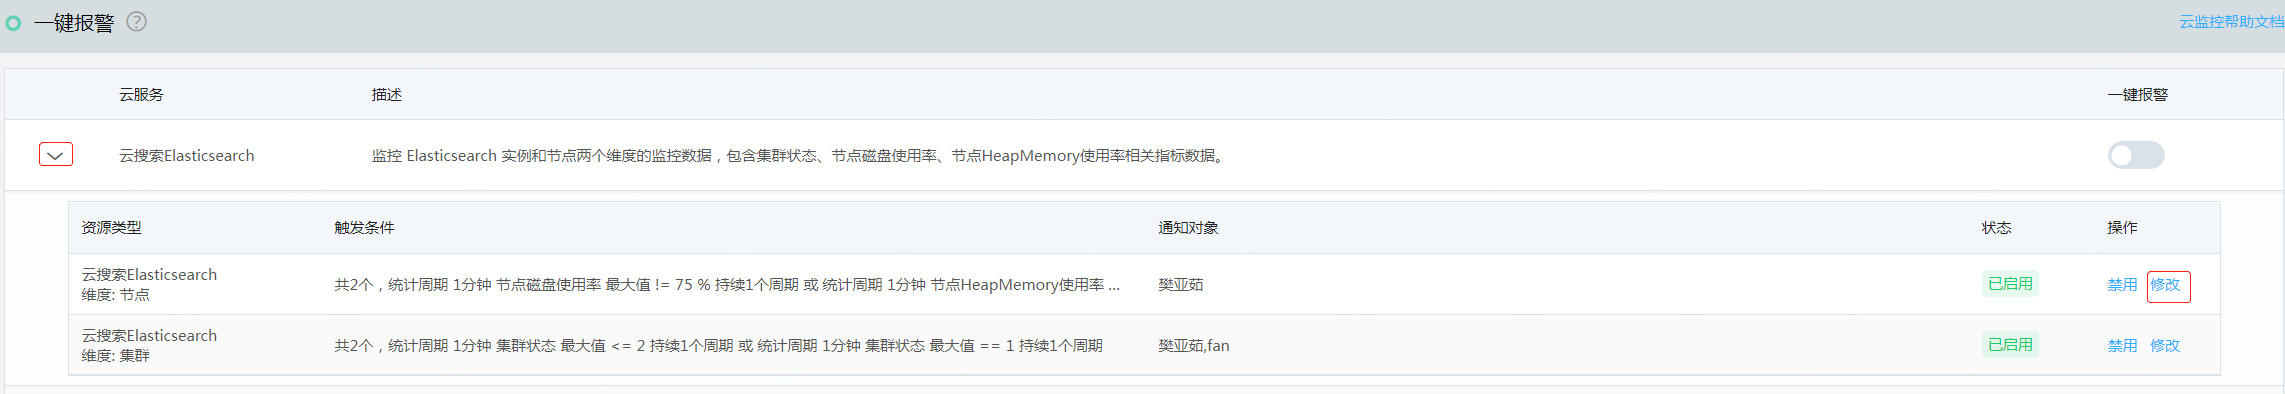 一键报警 ?
云监控帮助文档
云服务 描述 一键报警
云搜索Elasticsearch 监控 Elasticsearch 实例和节点两个维度的监控数据，包含集群状态、节点磁盘使用率、节点HeapMemory使用率相关指标数据。
资源类型 触发条件 通知对象 状态 操作
云搜索Elasticsearch
维度: 节点
共2个，统计周期 1分钟 节点磁盘使用率 最大值 != 75 % 持续1个周期 或 统计周期 1分钟 节点HeapMemory使用率 ...
樊亚茹
已启用
禁用 修改
云搜索Elasticsearch
维度: 集群
共2个，统计周期 1分钟 集群状态 最大值 <= 2 持续1个周期 或 统计周期 1分钟 集群状态 最大值 == 1 持续1个周期
樊亚茹,fan
已启用
禁用 修改